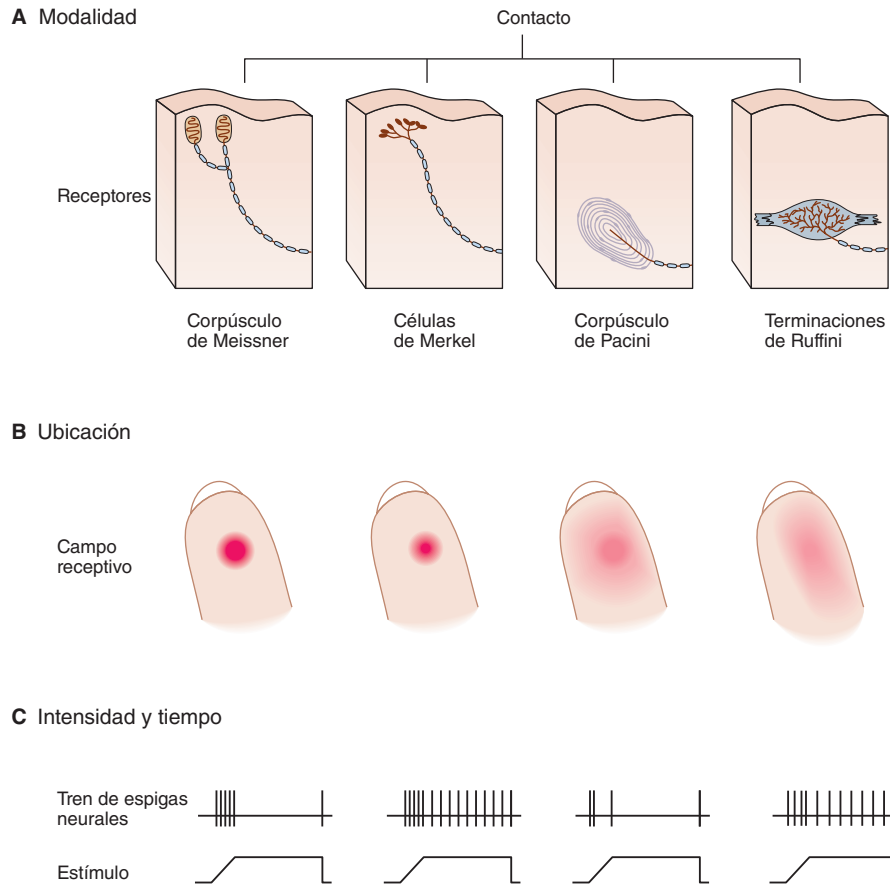 A Modalidad
Contacto
Receptores
Corpúsculo
de Meissner
Células
de Merkel
Corpúsculo
de Pacini
Terminaciones
de Ruffini
B Ubicación
Campo
receptivo
C Intensidad y tiempo
Tren de espigas
neurales
Estímulo